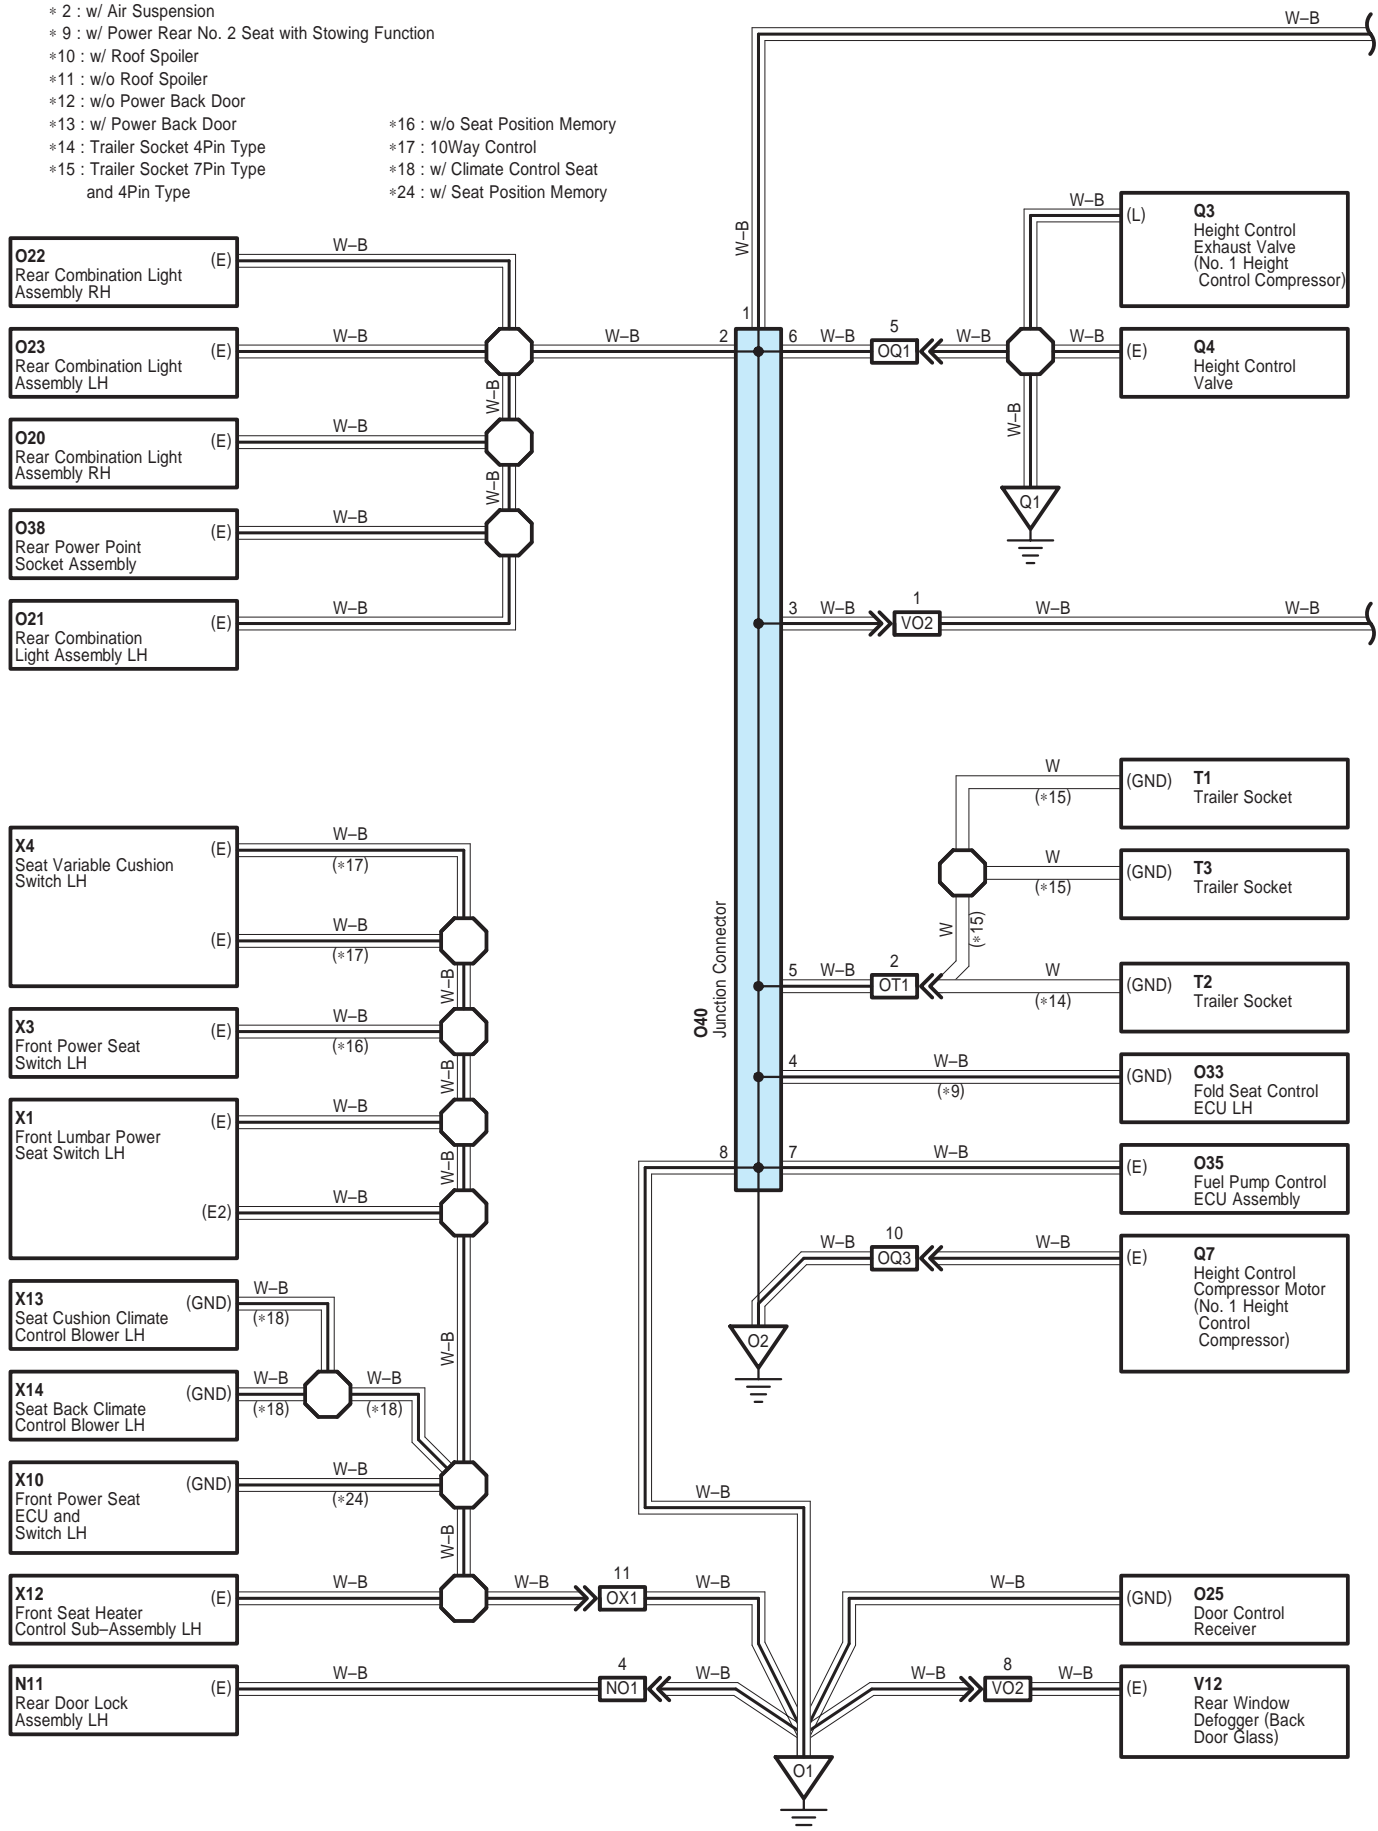 ∗ 2 : w/ Air Suspension
∗ 9 : w/ Power Rear No. 2 Seat with Stowing Function
∗10 : w/ Roof Spoiler
∗11 : w/o Roof Spoiler
∗12 : w/o Power Back Door
∗13 : w/ Power Back Door
∗14 : Trailer Socket 4Pin Type
∗15 : Trailer Socket 7Pin Type
and 4Pin Type
∗16 : w/o Seat Position Memory
∗17 : 10Way Control
∗18 : w/ Climate Control Seat
∗24 : w/ Seat Position Memory
W–B
W–B
O22
Rear Combination Light
Assembly RH
(E)
W–B
O23
Rear Combination Light
Assembly LH
(E)
W–B
W–B
W–B
O20
Rear Combination Light
Assembly RH
(E)
W–B
W–B
O38
Rear Power Point
Socket Assembly
(E)
W–B
O21
Rear Combination
Light Assembly LH
(E)
W–B
1
2
6
W–B
5
OQ1
W–B
W–B
W–B
(L)
Q3
Height Control
Exhaust Valve
(No. 1 Height
Control Compressor)
W–B
(E)
Q4
Height Control
Valve
Q1
3
W–B
1
VO2
W–B
W–B
O40
Junction Connector
W
(∗15)
(GND)
T1
Trailer Socket
W
(∗15)
(GND)
T3
Trailer Socket
W
(∗15)
5
W–B
2
OT1
W
(∗14)
(GND)
T2
Trailer Socket
4
W–B
(∗9)
(GND)
O33
Fold Seat Control
ECU LH
8
7
W–B
(E)
O35
Fuel Pump Control
ECU Assembly
W–B
10
OQ3
W–B
(E)
Q7
Height Control
Compressor Motor
(No. 1 Height
Control
Compressor)
O2
X4
Seat Variable Cushion
Switch LH
(E)
W–B
(∗17)
(E)
W–B
(∗17)
W–B
X3
Front Power Seat
Switch LH
(E)
W–B
(∗16)
W–B
X1
Front Lumbar Power
Seat Switch LH
(E)
W–B
W–B
(E2)
W–B
W–B
X13
Seat Cushion Climate
Control Blower LH
(GND)
W–B
(∗18)
X14
Seat Back Climate
Control Blower LH
(GND)
W–B
(∗18)
W–B
(∗18)
X10
Front Power Seat
ECU and
Switch LH
(GND)
W–B
(∗24)
W–B
W–B
X12
Front Seat Heater
Control Sub–Assembly LH
(E)
W–B
W–B
11
OX1
W–B
N11
Rear Door Lock
Assembly LH
(E)
W–B
4
NO1
W–B
W–B
(GND)
O25
Door Control
Receiver
W–B
8
VO2
W–B
(E)
V12
Rear Window
Defogger (Back
Door Glass)
O1